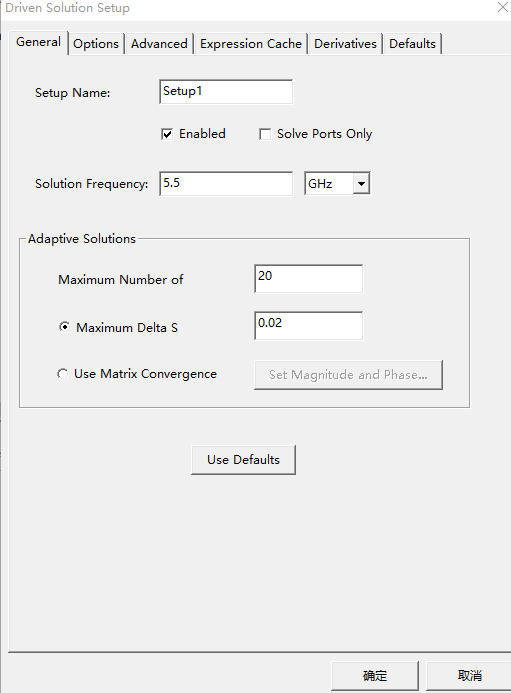 Driven Solution Setup
General Options Advanced Expression Cache Derivatives Defaults
Setup Name: Setup1
Enabled Solve Ports Only
Solution Frequency: 5.5 GHz
Adaptive Solutions
Maximum Number of 20
Maximum Delta S 0.02
Use Matrix Convergence Set Magnitude and Phase...
Use Defaults
确定 取消